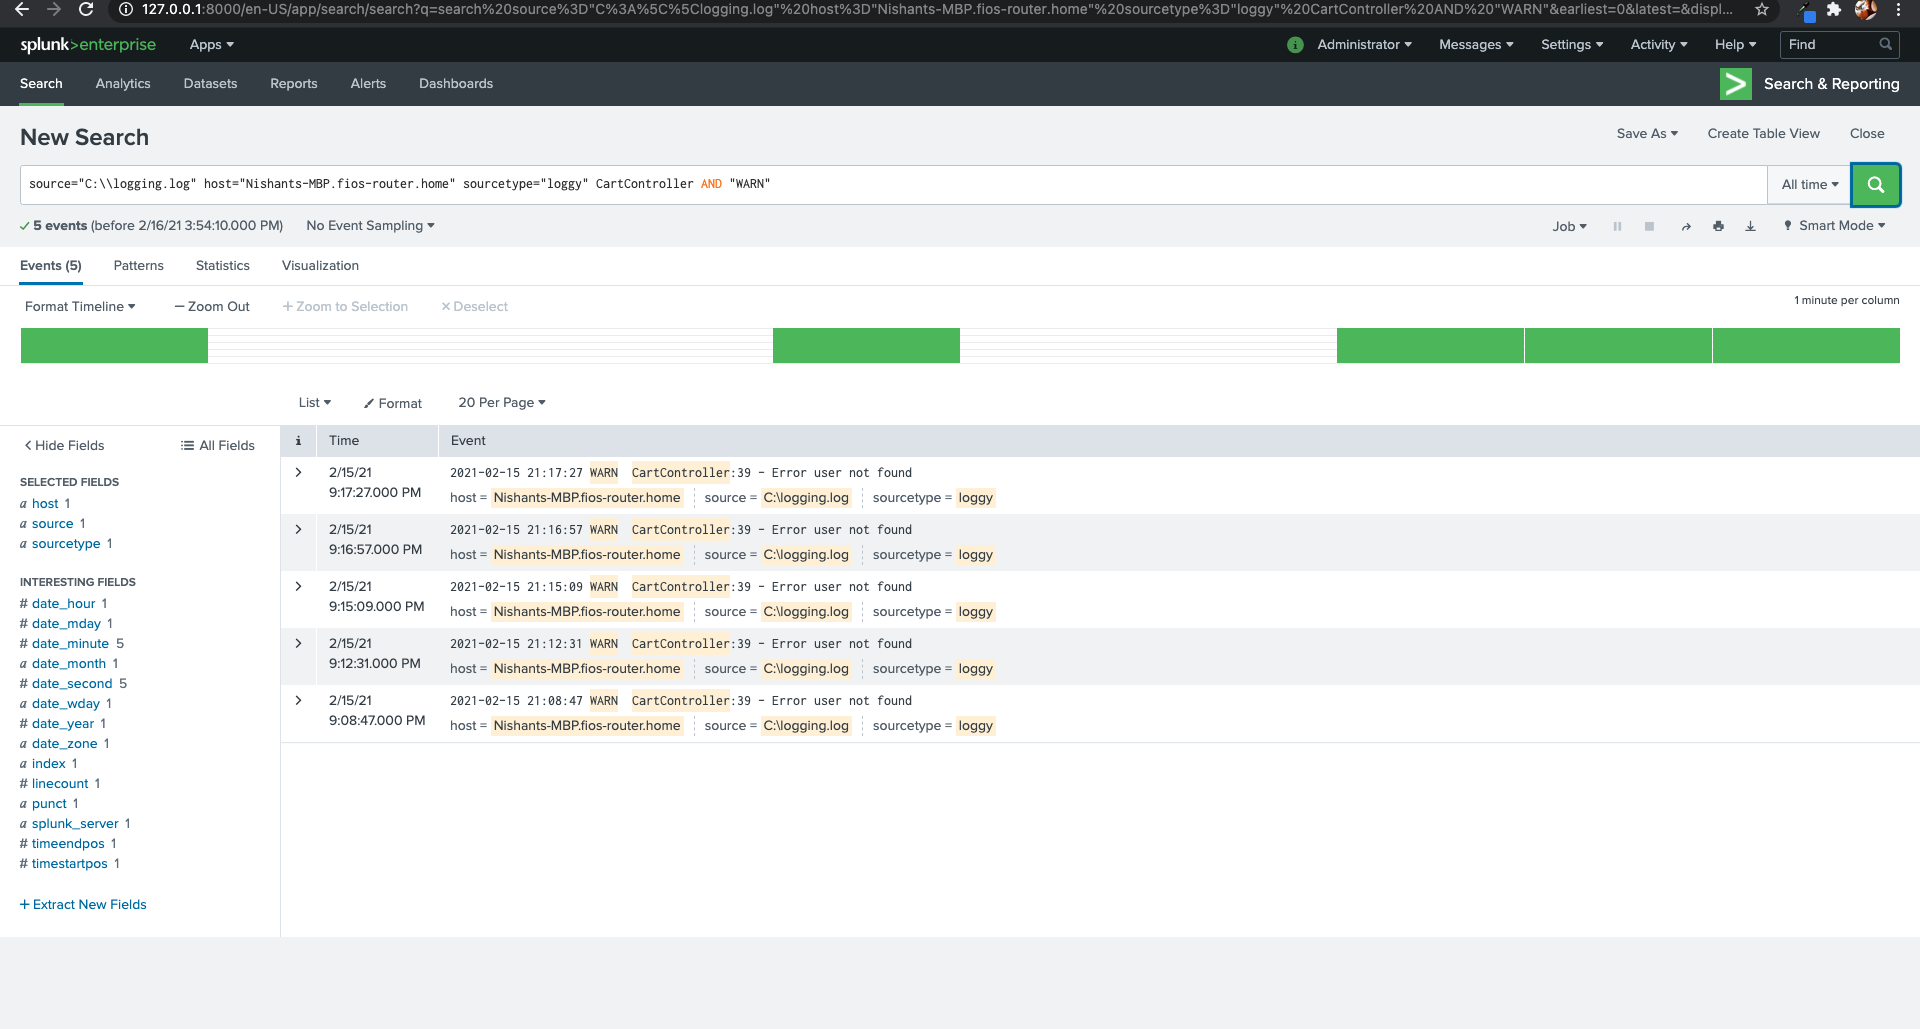 127.0.0.1:8000/en-US/app/search/search?q=search%20source%3D"C%3A%5C%5Clogging.log"%20host%3D"Nishants-MBP.fios-router.home"%20sourcetype%3D"loggy"%20CartController%20AND%20"WARN"&earliest=0&latest=&displ...
splunk>enterprise Apps i Administrator Messages Settings Activity Help Find
Search Analytics Datasets Reports Alerts Dashboards > Search & Reporting
New Search Save As Create Table View Close
source="C:\\logging.log" host="Nishants-MBP.fios-router.home" sourcetype="loggy" CartController AND "WARN" All time
5 events (before 2/16/21 3:54:10.000 PM) No Event Sampling Job Smart Mode
Events (5) Patterns Statistics Visualization
Format Timeline − Zoom Out + Zoom to Selection × Deselect 1 minute per column
List Format 20 Per Page
< Hide Fields All Fields
i Time Event
SELECTED FIELDS
a host 1
a source 1
a sourcetype 1
INTERESTING FIELDS
# date_hour 1
# date_mday 1
# date_minute 5
a date_month 1
# date_second 5
a date_wday 1
# date_year 1
a date_zone 1
a index 1
# linecount 1
a punct 1
a splunk_server 1
# timeendpos 1
# timestartpos 1
+ Extract New Fields
> 2/15/21 2021-02-15 21:17:27 WARN CartController:39 - Error user not found
9:17:27.000 PM host = Nishants-MBP.fios-router.home source = C:\logging.log sourcetype = loggy
> 2/15/21 2021-02-15 21:16:57 WARN CartController:39 - Error user not found
9:16:57.000 PM host = Nishants-MBP.fios-router.home source = C:\logging.log sourcetype = loggy
> 2/15/21 2021-02-15 21:15:09 WARN CartController:39 - Error user not found
9:15:09.000 PM host = Nishants-MBP.fios-router.home source = C:\logging.log sourcetype = loggy
> 2/15/21 2021-02-15 21:12:31 WARN CartController:39 - Error user not found
9:12:31.000 PM host = Nishants-MBP.fios-router.home source = C:\logging.log sourcetype = loggy
> 2/15/21 2021-02-15 21:08:47 WARN CartController:39 - Error user not found
9:08:47.000 PM host = Nishants-MBP.fios-router.home source = C:\logging.log sourcetype = loggy